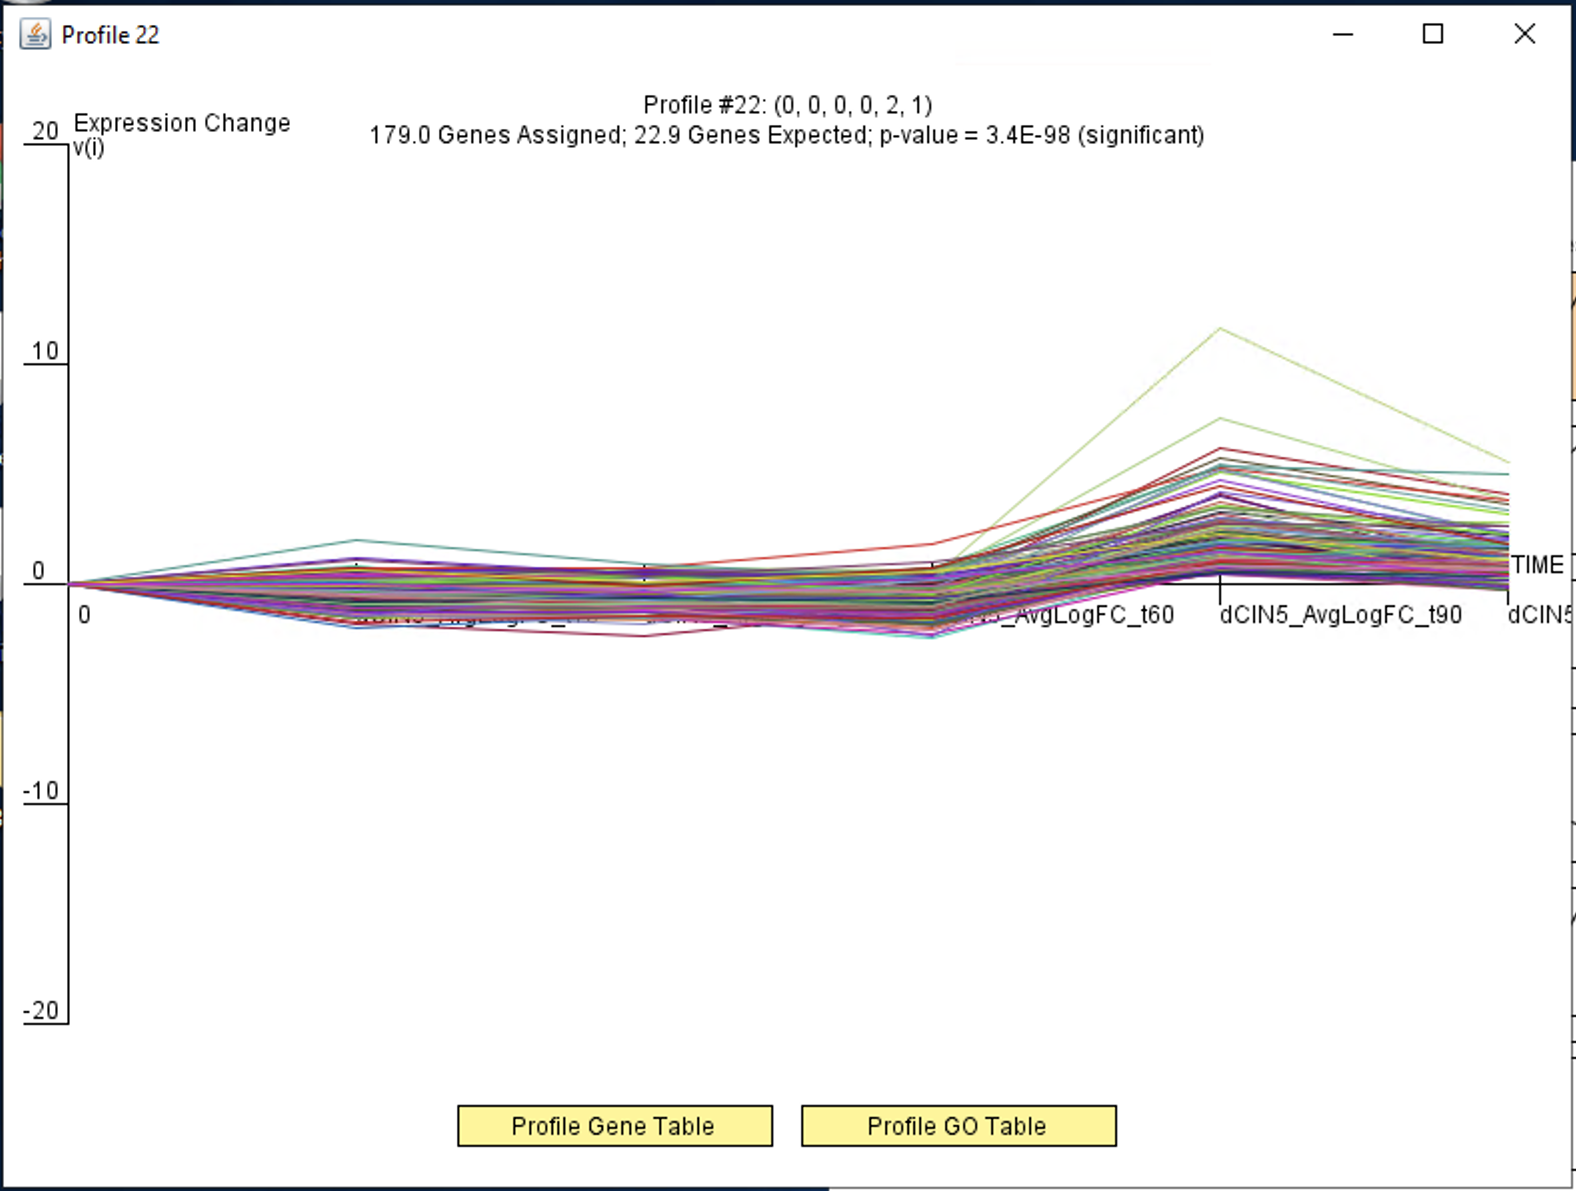 Profile 22
Profile #22: (0, 0, 0, 0, 2, 1)
179.0 Genes Assigned; 22.9 Genes Expected; p-value = 3.4E-98 (significant)
Expression Change
v(i)
20
10
0
TIME
0
_AvgLogFC_t60 dCIN5_AvgLogFC_t90
-10
-20
Profile Gene Table Profile GO Table